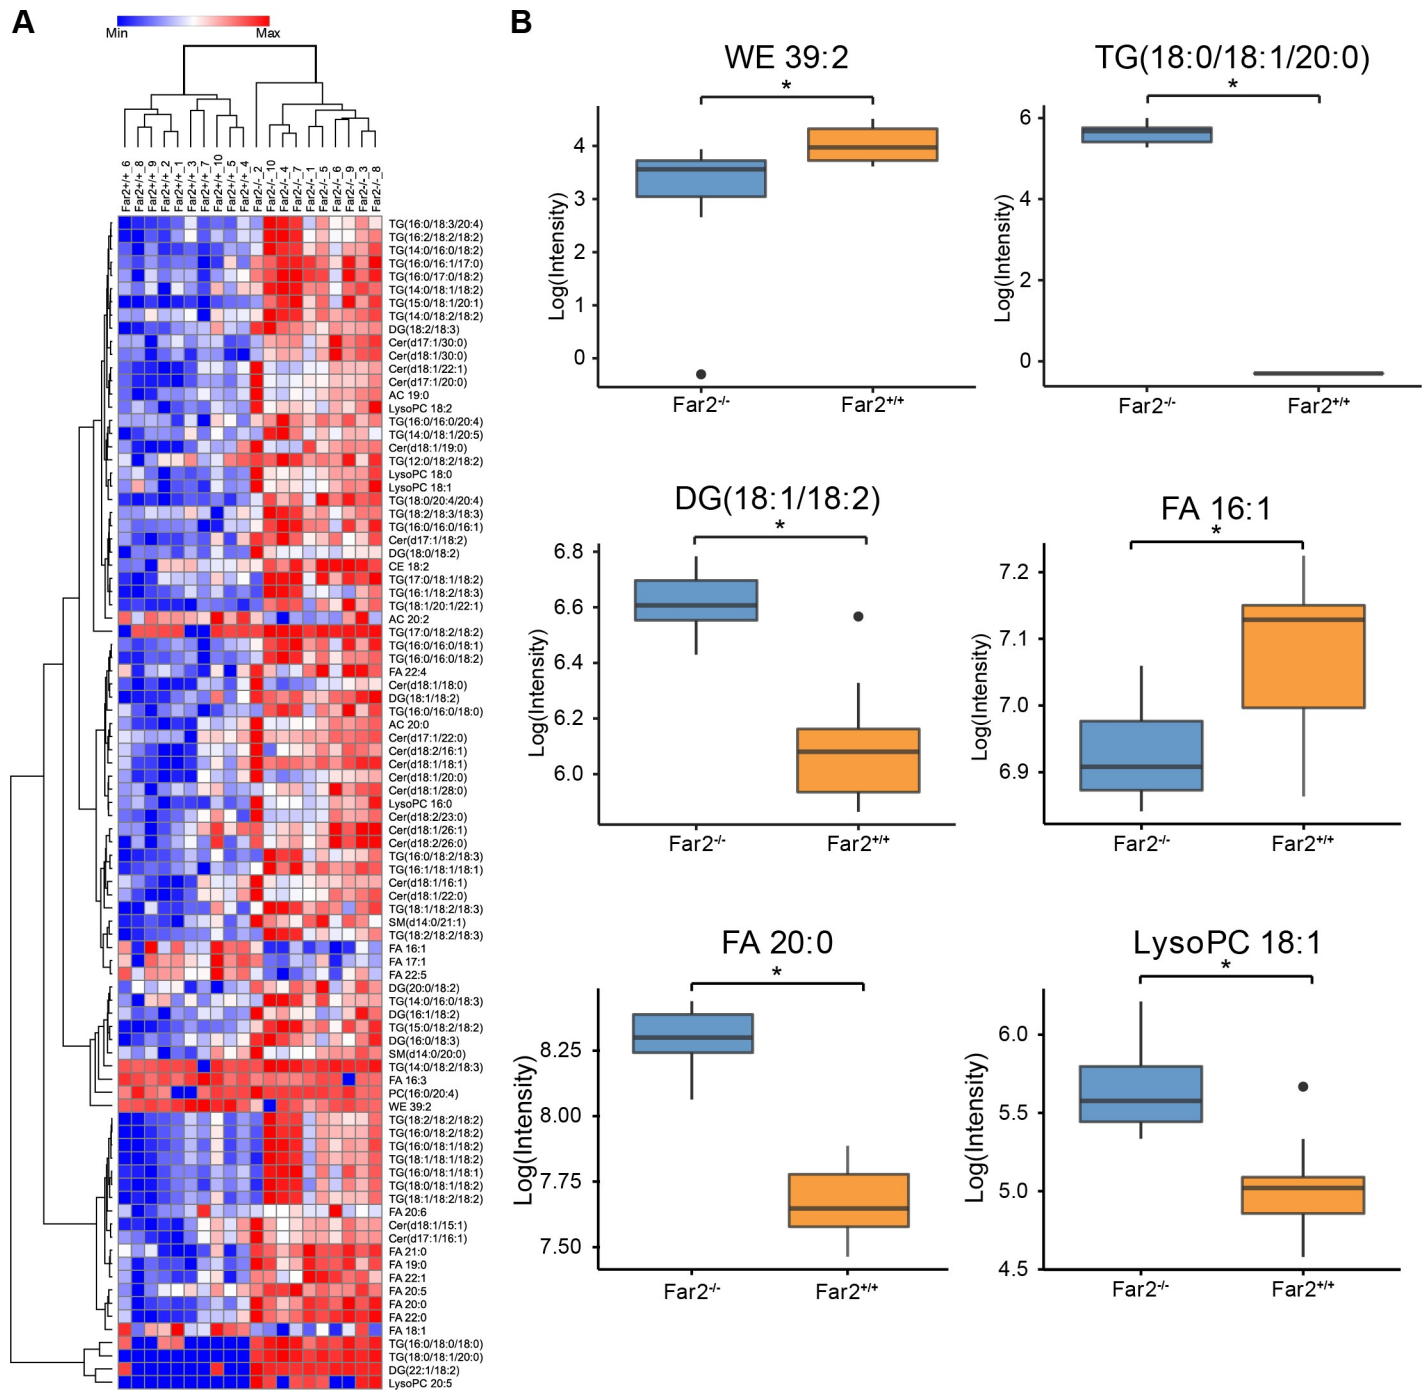 A
Min
Max
Far2+/+_6
Far2+/+_8
Far2+/+_9
Far2+/+_2
Far2+/+_1
Far2+/+_3
Far2+/+_7
Far2+/+_10
Far2+/+_5
Far2+/+_4
Far2-/-_2
Far2-/-_10
Far2-/-_4
Far2-/-_7
Far2-/-_1
Far2-/-_5
Far2-/-_6
Far2-/-_9
Far2-/-_3
Far2-/-_8
TG(16:0/18:3/20:4)
TG(16:2/18:2/18:2)
TG(14:0/16:0/18:2)
TG(16:0/16:1/17:0)
TG(16:0/17:0/18:2)
TG(14:0/18:1/18:2)
TG(15:0/18:1/20:1)
TG(14:0/18:2/18:2)
DG(18:2/18:3)
Cer(d17:1/30:0)
Cer(d18:1/30:0)
Cer(d18:1/22:1)
Cer(d17:1/20:0)
AC 19:0
LysoPC 18:2
TG(16:0/16:0/20:4)
TG(14:0/18:1/20:5)
Cer(d18:1/19:0)
TG(12:0/18:2/18:2)
LysoPC 18:0
LysoPC 18:1
TG(18:0/20:4/20:4)
TG(18:2/18:3/18:3)
TG(16:0/16:0/16:1)
Cer(d17:1/18:2)
DG(18:0/18:2)
CE 18:2
TG(17:0/18:1/18:2)
TG(16:1/18:2/18:3)
TG(18:1/20:1/22:1)
AC 20:2
TG(17:0/18:2/18:2)
TG(16:0/16:0/18:1)
TG(16:0/16:0/18:2)
FA 22:4
Cer(d18:1/18:0)
DG(18:1/18:2)
TG(16:0/16:0/18:0)
AC 20:0
Cer(d17:1/22:0)
Cer(d18:2/16:1)
Cer(d18:1/18:1)
Cer(d18:1/20:0)
Cer(d18:1/28:0)
LysoPC 16:0
Cer(d18:2/23:0)
Cer(d18:1/26:1)
Cer(d18:2/26:0)
TG(16:0/18:2/18:3)
TG(16:1/18:1/18:1)
Cer(d18:1/16:1)
Cer(d18:1/22:0)
TG(18:1/18:2/18:3)
SM(d14:0/21:1)
TG(18:2/18:2/18:3)
FA 16:1
FA 17:1
FA 22:5
DG(20:0/18:2)
TG(14:0/16:0/18:3)
DG(16:1/18:2)
TG(15:0/18:2/18:2)
DG(16:0/18:3)
SM(d14:0/20:0)
TG(14:0/18:2/18:3)
FA 16:3
PC(16:0/20:4)
WE 39:2
TG(18:2/18:2/18:2)
TG(16:0/18:2/18:2)
TG(16:0/18:1/18:2)
TG(18:1/18:1/18:2)
TG(16:0/18:1/18:1)
TG(18:0/18:1/18:2)
TG(18:1/18:2/18:2)
FA 20:6
Cer(d18:1/15:1)
Cer(d17:1/16:1)
FA 21:0
FA 19:0
FA 22:1
FA 20:5
FA 20:0
FA 22:0
FA 18:1
TG(16:0/18:0/18:0)
TG(18:0/18:1/20:0)
DG(22:1/18:2)
LysoPC 20:5
B
WE 39:2
*
Log(Intensity)
4
3
2
1
0
Far2-/-
Far2+/+
TG(18:0/18:1/20:0)
*
Log(Intensity)
6
4
2
0
Far2-/-
Far2+/+
DG(18:1/18:2)
*
Log(Intensity)
6.8
6.6
6.4
6.2
6.0
Far2-/-
Far2+/+
FA 16:1
*
Log(Intensity)
7.2
7.1
7.0
6.9
Far2-/-
Far2+/+
FA 20:0
*
Log(Intensity)
8.25
8.00
7.75
7.50
Far2-/-
Far2+/+
LysoPC 18:1
*
Log(Intensity)
6.0
5.5
5.0
4.5
Far2-/-
Far2+/+